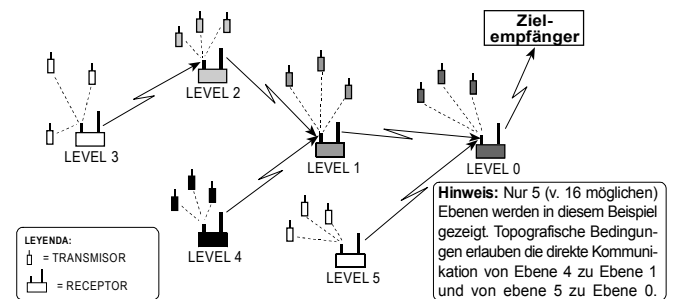 Ziel-
empfänger
LEVEL 2
LEVEL 3
LEVEL 1
LEVEL 0
LEVEL 4
LEVEL 5
LEYENDA:
= TRANSMISOR
= RECEPTOR
Hinweis: Nur 5 (v. 16 möglichen)
Ebenen werden in diesem Beispiel
gezeigt. Topografische Bedingun-
gen erlauben die direkte Kommuni-
kation von Ebene 4 zu Ebene 1
und von ebene 5 zu Ebene 0.